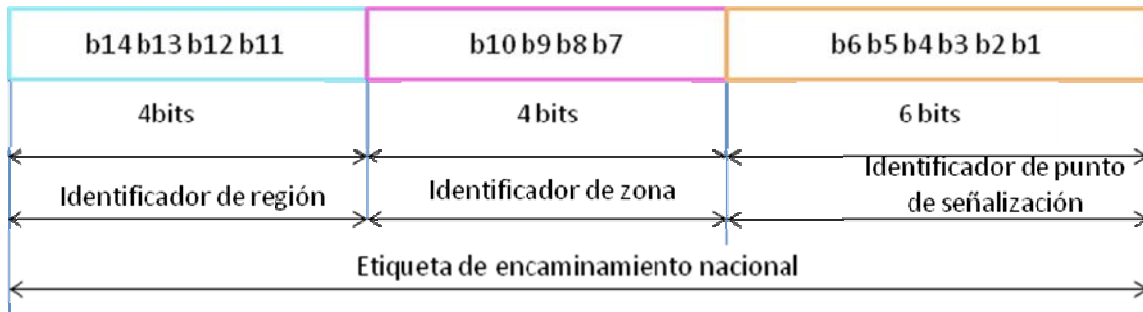 b14 b13 b12 b11
b10 b9 b8 b7
b6 b5 b4 b3 b2 b1
4bits
4 bits
6 bits
Identificador de región
Identificador de zona
Identificador de punto
de señalización
Etiqueta de encaminamiento nacional